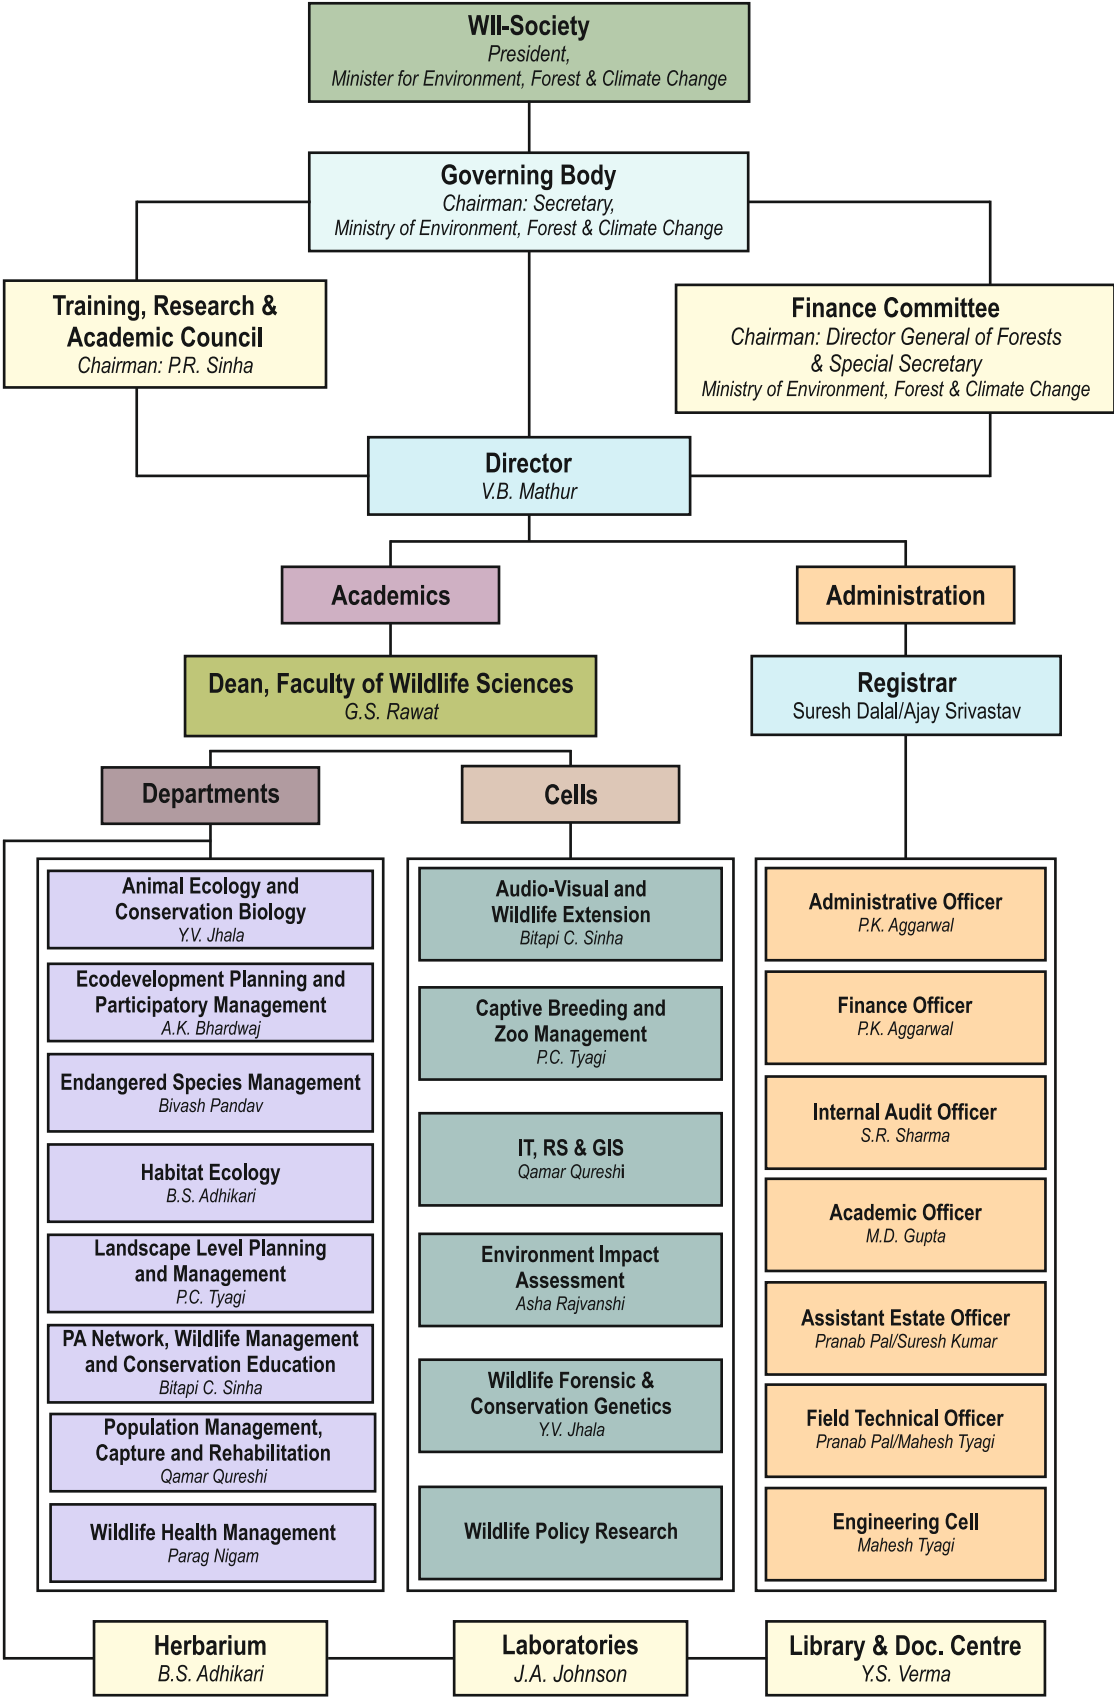 WII-Society
President,
Minister for Environment, Forest & Climate Change
Governing Body
Chairman: Secretary,
Ministry of Environment, Forest & Climate Change
Training, Research &
Academic Council
Chairman: P.R. Sinha
Finance Committee
Chairman: Director General of Forests
& Special Secretary
Ministry of Environment, Forest & Climate Change
Director
V.B. Mathur
Academics
Administration
Dean, Faculty of Wildlife Sciences
G.S. Rawat
Registrar
Suresh Dalal/Ajay Srivastav
Departments
Cells
Animal Ecology and
Conservation Biology
Y.V. Jhala
Ecodevelopment Planning and
Participatory Management
A.K. Bhardwaj
Endangered Species Management
Bivash Pandav
Habitat Ecology
B.S. Adhikari
Landscape Level Planning
and Management
P.C. Tyagi
PA Network, Wildlife Management
and Conservation Education
Bitapi C. Sinha
Population Management,
Capture and Rehabilitation
Qamar Qureshi
Wildlife Health Management
Parag Nigam
Audio-Visual and
Wildlife Extension
Bitapi C. Sinha
Captive Breeding and
Zoo Management
P.C. Tyagi
IT, RS & GIS
Qamar Qureshi
Environment Impact
Assessment
Asha Rajvanshi
Wildlife Forensic &
Conservation Genetics
Y.V. Jhala
Wildlife Policy Research
Administrative Officer
P.K. Aggarwal
Finance Officer
P.K. Aggarwal
Internal Audit Officer
S.R. Sharma
Academic Officer
M.D. Gupta
Assistant Estate Officer
Pranab Pal/Suresh Kumar
Field Technical Officer
Pranab Pal/Mahesh Tyagi
Engineering Cell
Mahesh Tyagi
Herbarium
B.S. Adhikari
Laboratories
J.A. Johnson
Library & Doc. Centre
Y.S. Verma